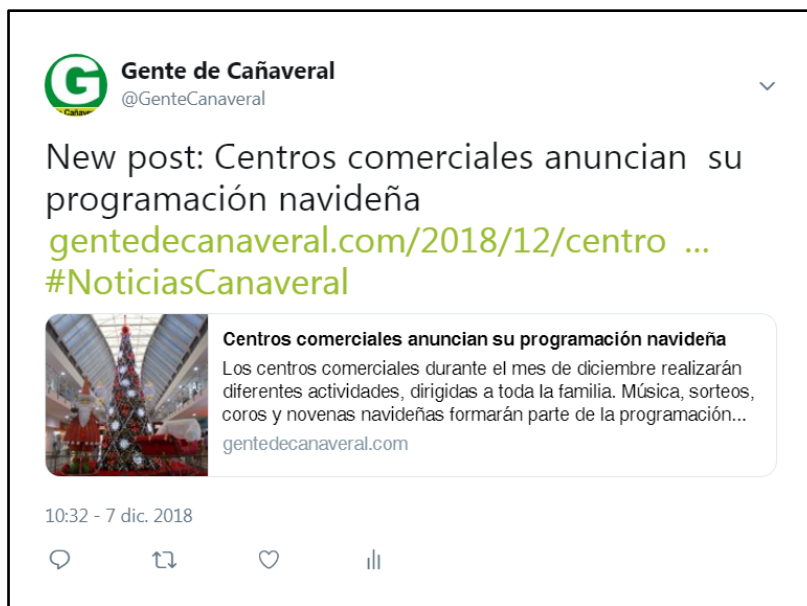 G
Cañaveral
Gente de Cañaveral
@GenteCanaveral
New post: Centros comerciales anuncian su
programación navideña
gentedecanaveral.com/2018/12/centro ...
#NoticiasCanaveral
Centros comerciales anuncian su programación navideña
Los centros comerciales durante el mes de diciembre realizarán
diferentes actividades, dirigidas a toda la familia. Música, sorteos,
coros y novenas navideñas formarán parte de la programación...
gentedecanaveral.com
10:32 - 7 dic. 2018